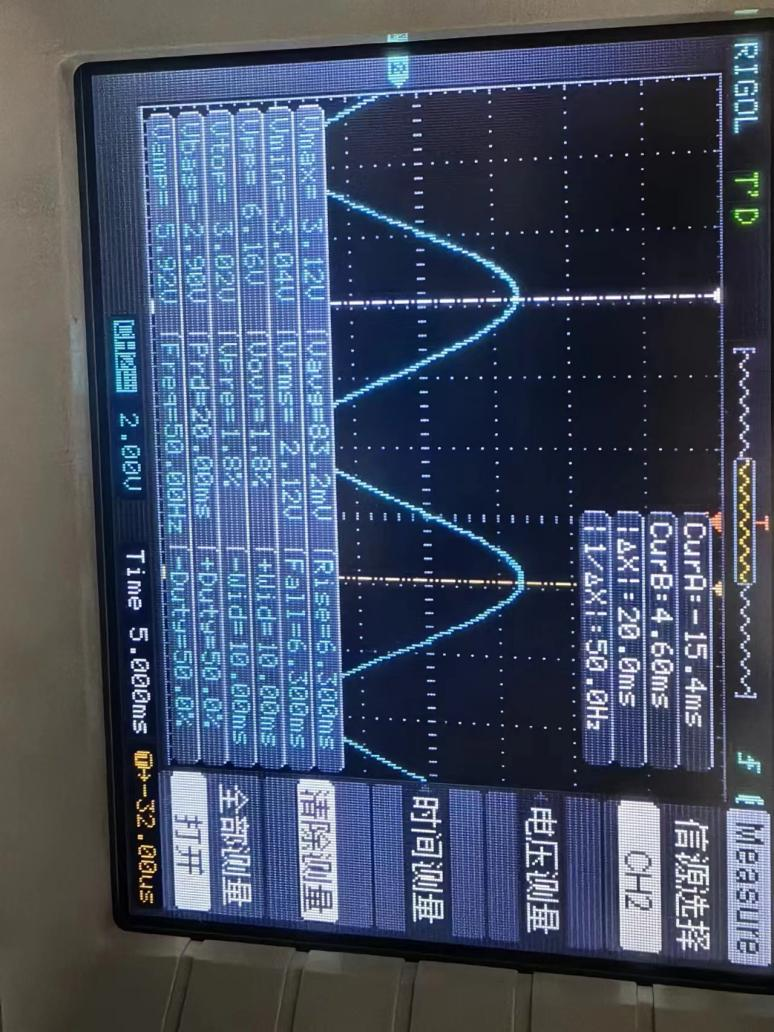 RIGOL T'D
Measure
CurA:-15.4ms
CurB:4.60ms
|ΔX|:20.0ms
|1/ΔX|:50.0Hz
信源选择
CH2
电压测量
时间测量
清除测量
全部测量
打开
Vmax= 3.12V Vavg=83.2mV Rise=6.300ms
Vmin=-3.04V Vrms= 2.12V Fall=6.300ms
Vpp= 6.16V Vovr=1.8% +Wid=10.00ms
Vtop= 3.02V Vpre=1.8% -Wid=10.00ms
Vbas=-2.90V Prd=20.00ms +Duty=50.0%
Vamp= 5.92V Freq=50.00Hz -Duty=50.0%
2.00V Time 5.000ms -32.00us